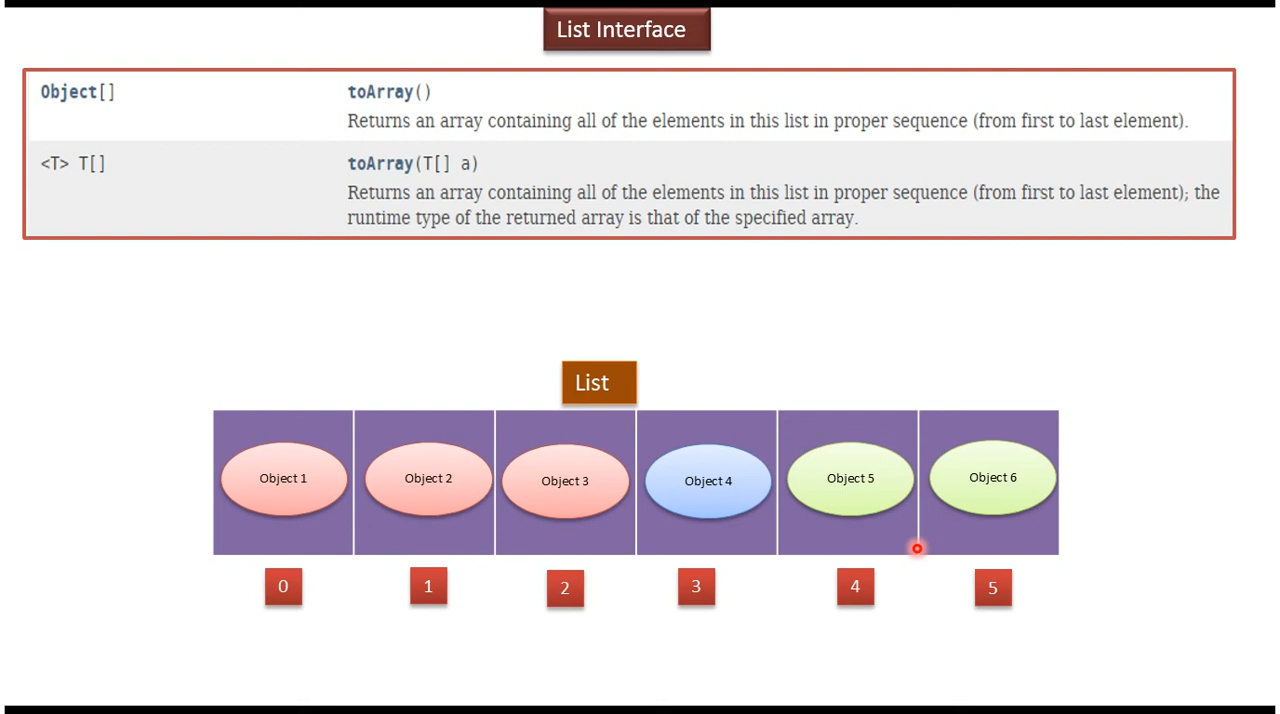 List Interface
Object[] toArray()
Returns an array containing all of the elements in this list in proper sequence (from first to last element).
<T> T[] toArray(T[] a)
Returns an array containing all of the elements in this list in proper sequence (from first to last element); the
runtime type of the returned array is that of the specified array.
List
Object 1 Object 2 Object 3 Object 4 Object 5 Object 6
0 1 2 3 4 5